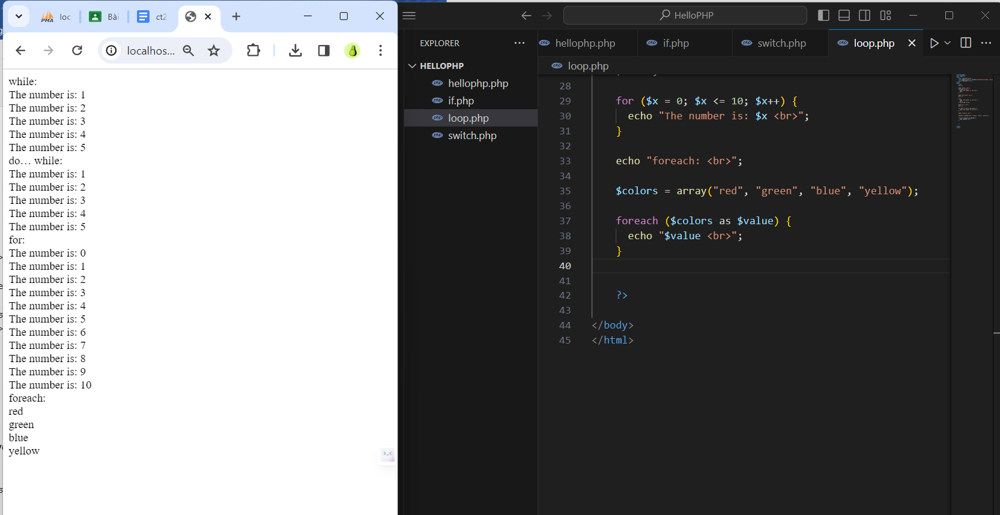 loc
Bài
ct2
localhos...
while:
The number is: 1
The number is: 2
The number is: 3
The number is: 4
The number is: 5
do... while:
The number is: 1
The number is: 2
The number is: 3
The number is: 4
The number is: 5
for:
The number is: 0
The number is: 1
The number is: 2
The number is: 3
The number is: 4
The number is: 5
The number is: 6
The number is: 7
The number is: 8
The number is: 9
The number is: 10
foreach:
red
green
blue
yellow
HelloPHP
EXPLORER
HELLOPHP
hellophp.php
if.php
loop.php
switch.php
hellophp.php
if.php
switch.php
loop.php
loop.php
28
29 for ($x = 0; $x <= 10; $x++) {
30 echo "The number is: $x <br>";
31 }
32
33 echo "foreach: <br>";
34
35 $colors = array("red", "green", "blue", "yellow");
36
37 foreach ($colors as $value) {
38 echo "$value <br>";
39 }
40
41
42 ?>
43
44 </body>
45 </html>